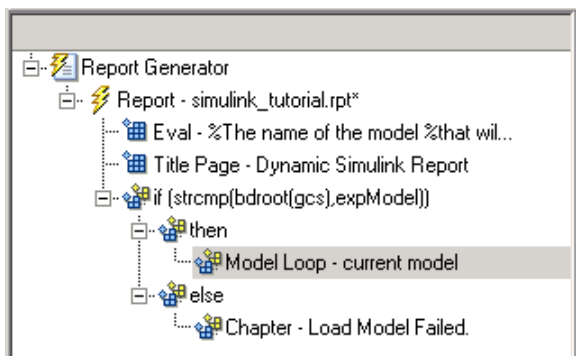 Report Generator
Report - simulink_tutorial.rpt*
Eval - %The name of the model %that wil...
Title Page - Dynamic Simulink Report
if (strcmp(bdroot(gcs),expModel))
then
Model Loop - current model
else
Chapter - Load Model Failed.